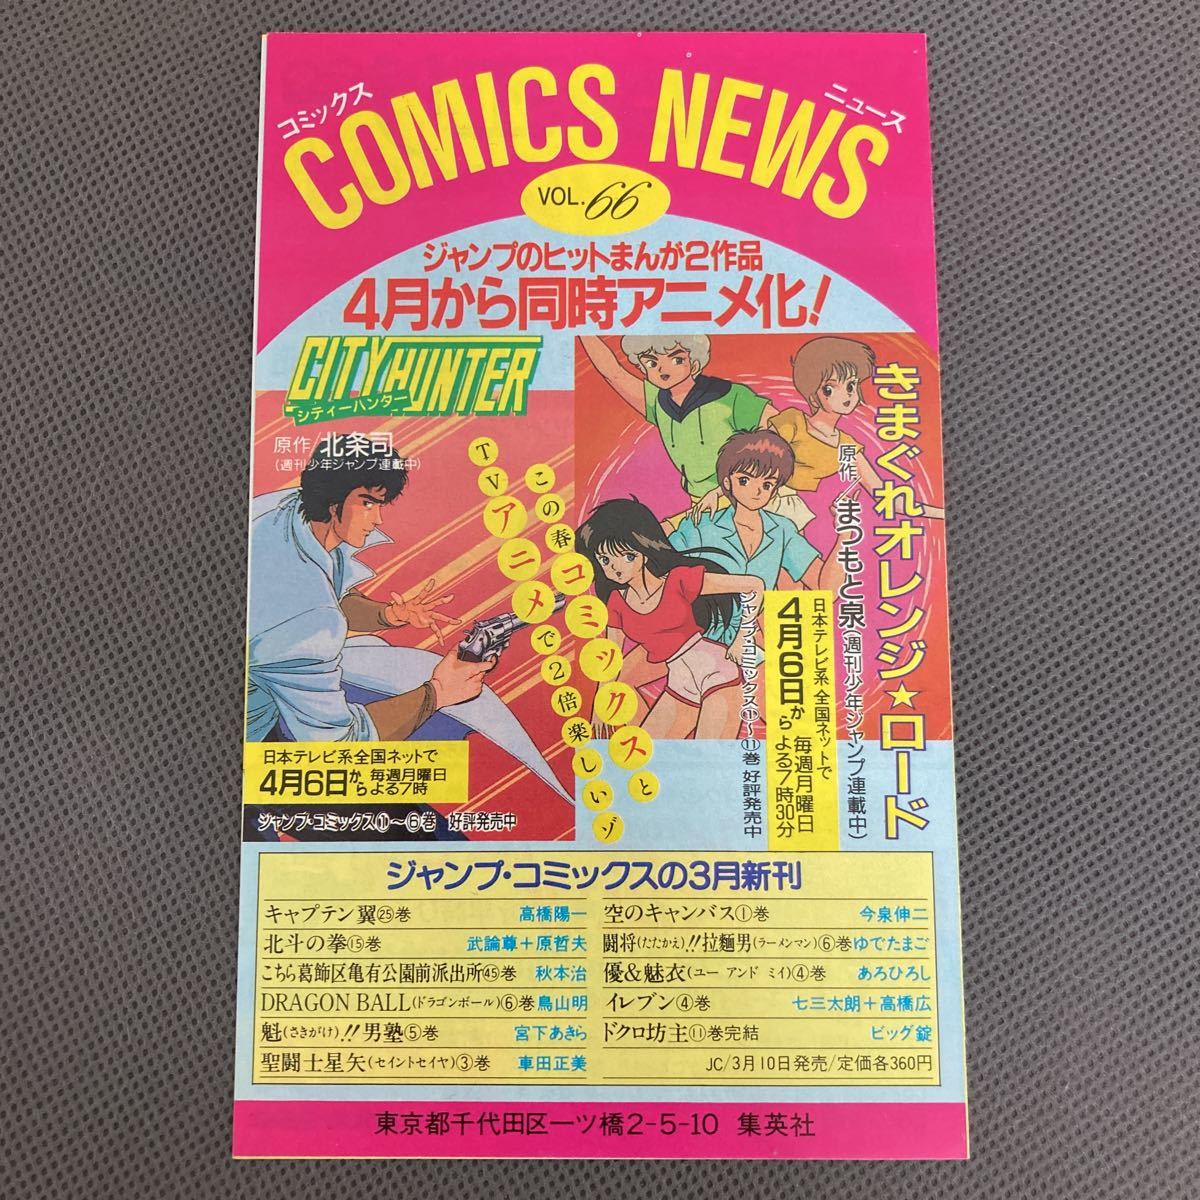 コミックス
ニュース
COMICS NEWS
VOL.66
ジャンプのヒットまんが2作品
4月から同時アニメ化!
CITY HUNTER
シティーハンター
原作/北条司
(週刊少年ジャンプ連載中)
この春コミックスと
TVアニメで2倍楽しいゾ
日本テレビ系全国ネットで
4月6日から毎週月曜日よる7時
ジャンプ・コミックス①〜⑥巻 好評発売中
きまぐれオレンジ★ロード
原作/まつもと泉(週刊少年ジャンプ連載中)
日本テレビ系全国ネットで
4月6日から毎週月曜日よる7時30分
ジャンプ・コミックス①〜⑪巻 好評発売中
ジャンプ・コミックスの3月新刊
キャプテン翼㉕巻 高橋陽一
北斗の拳⑮巻 武論尊+原哲夫
こちら葛飾区亀有公園前派出所㊺巻 秋本治
DRAGON BALL(ドラゴンボール)⑥巻 鳥山明
魁(さきがけ)!!男塾⑤巻 宮下あきら
聖闘士星矢(セイントセイヤ)③巻 車田正美
空のキャンバス①巻 今泉伸二
闘将(たたかえ)!!拉麵男(ラーメンマン)⑥巻 ゆでたまご
優&魅衣(ユー アンド ミイ)④巻 あろひろし
イレブン④巻 七三太朗+高橋広
ドクロ坊主⑪巻完結 ビッグ錠
JC/3月10日発売/定価各360円
東京都千代田区一ツ橋2-5-10 集英社